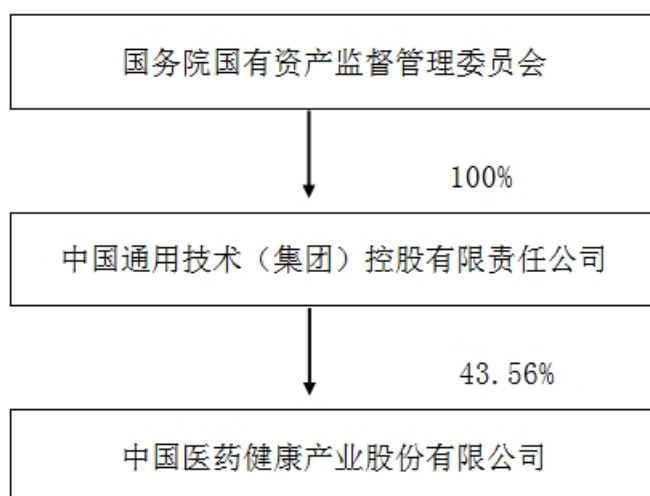 国务院国有资产监督管理委员会
100%
中国通用技术（集团）控股有限责任公司
43.56%
中国医药健康产业股份有限公司